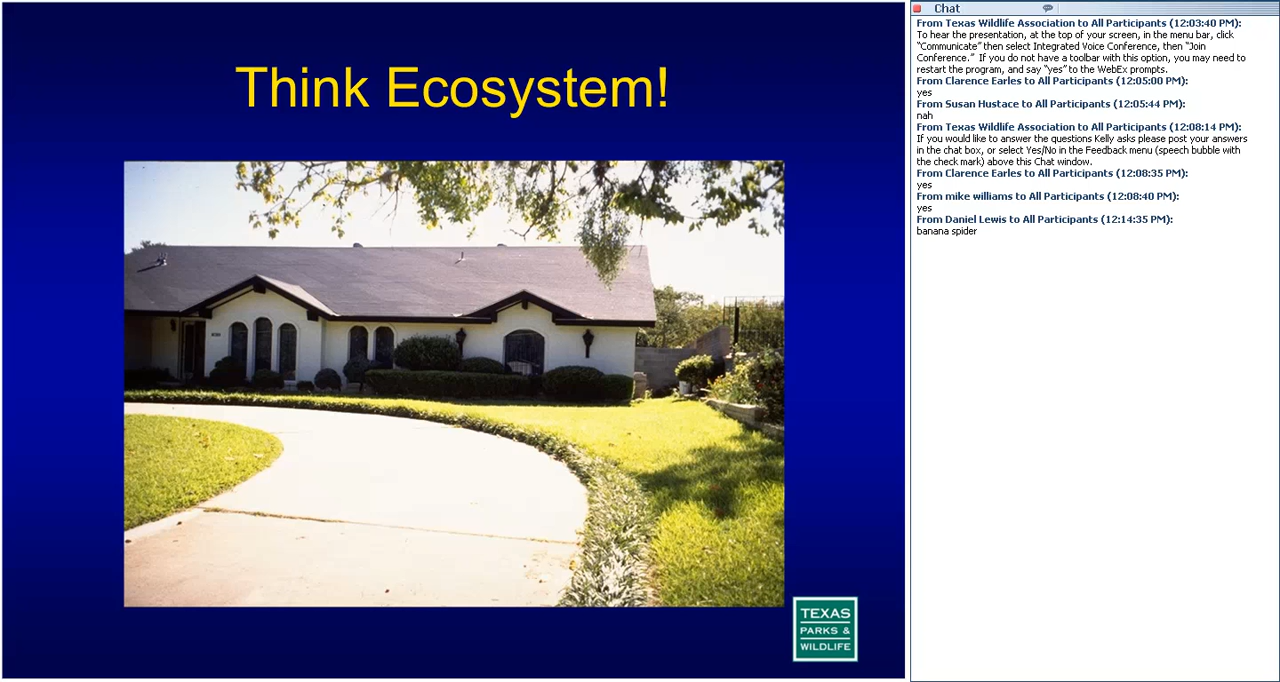 Think Ecosystem!
TEXAS
PARKS &
WILDLIFE
Chat
From Texas Wildlife Association to All Participants (12:03:40 PM):
To hear the presentation, at the top of your screen, in the menu bar, click
"Communicate" then select Integrated Voice Conference, then "Join
Conference." If you do not have a toolbar with this option, you may need to
restart the program, and say "yes" to the WebEx prompts.
From Clarence Earles to All Participants (12:05:00 PM):
yes
From Susan Hustace to All Participants (12:05:44 PM):
nah
From Texas Wildlife Association to All Participants (12:08:14 PM):
If you would like to answer the questions Kelly asks please post your answers
in the chat box, or select Yes/No in the Feedback menu (speech bubble with
the check mark) above this Chat window.
From Clarence Earles to All Participants (12:08:35 PM):
yes
From mike williams to All Participants (12:08:40 PM):
yes
From Daniel Lewis to All Participants (12:14:35 PM):
banana spider